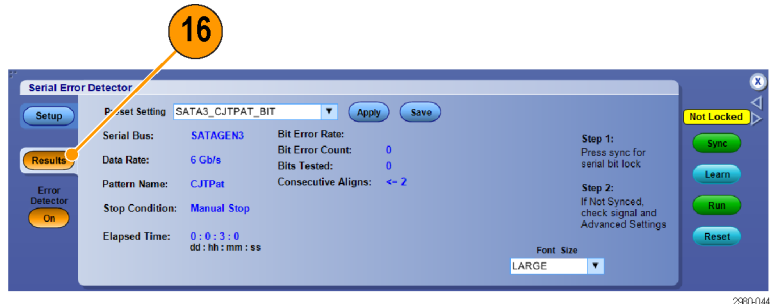 16
Serial Error Detector
X
Setup
Preset Setting SATA3_CJTPAT_BIT Apply Save
Not Locked
Serial Bus: SATAGEN3 Bit Error Rate:
Bit Error Count: 0
Step 1:
Sync
Results
Data Rate: 6 Gb/s
Bits Tested: 0
Press sync for
serial bit lock
Pattern Name: CJTPat Consecutive Aligns: <- 2
Learn
Error
Detector
Step 2:
On
Stop Condition: Manual Stop
If Not Synced,
check signal and
Advanced Settings
Run
Elapsed Time: 0 : 0 : 3 : 0
dd : hh : mm : ss
Reset
Font Size
LARGE
2980-044